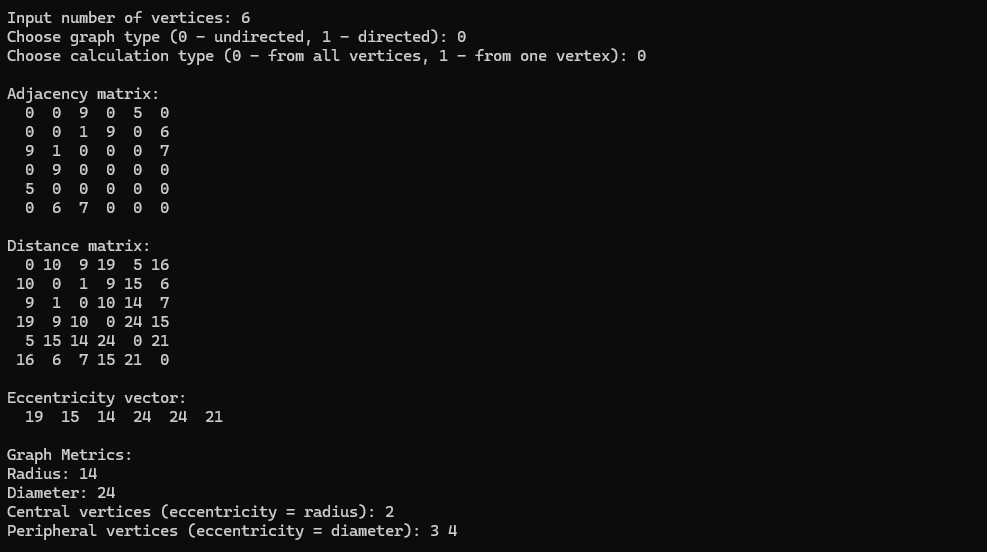 Input number of vertices: 6
Choose graph type (0 – undirected, 1 – directed): 0
Choose calculation type (0 – from all vertices, 1 – from one vertex): 0
Adjacency matrix:
0 0 9 0 5 0
0 0 1 9 0 6
9 1 0 0 0 7
0 9 0 0 0 0
5 0 0 0 0 0
0 6 7 0 0 0
Distance matrix:
0 10 9 19 5 16
10 0 1 9 15 6
9 1 0 10 14 7
19 9 10 0 24 15
5 15 14 24 0 21
16 6 7 15 21 0
Eccentricity vector:
19 15 14 24 24 21
Graph Metrics:
Radius: 14
Diameter: 24
Central vertices (eccentricity = radius): 2
Peripheral vertices (eccentricity = diameter): 3 4